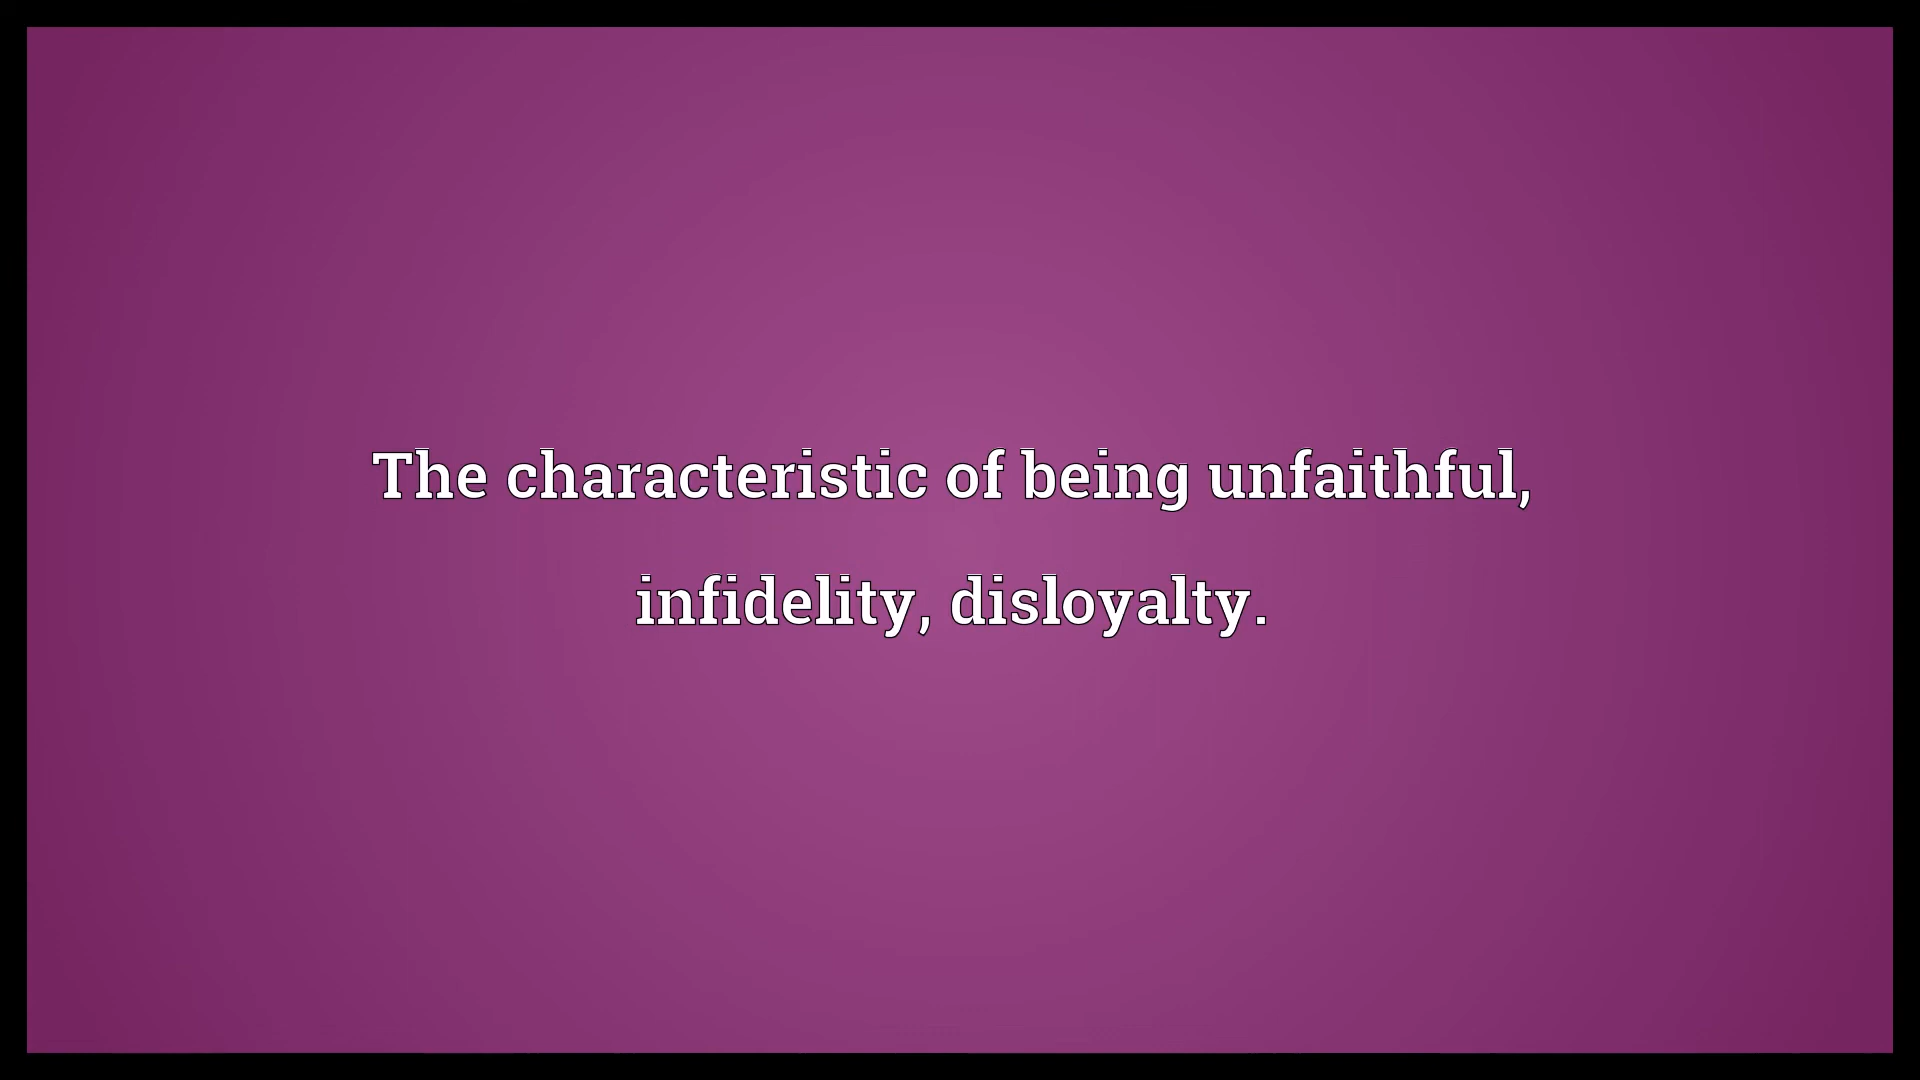 The characteristic of being unfaithful,
infidelity, disloyalty.